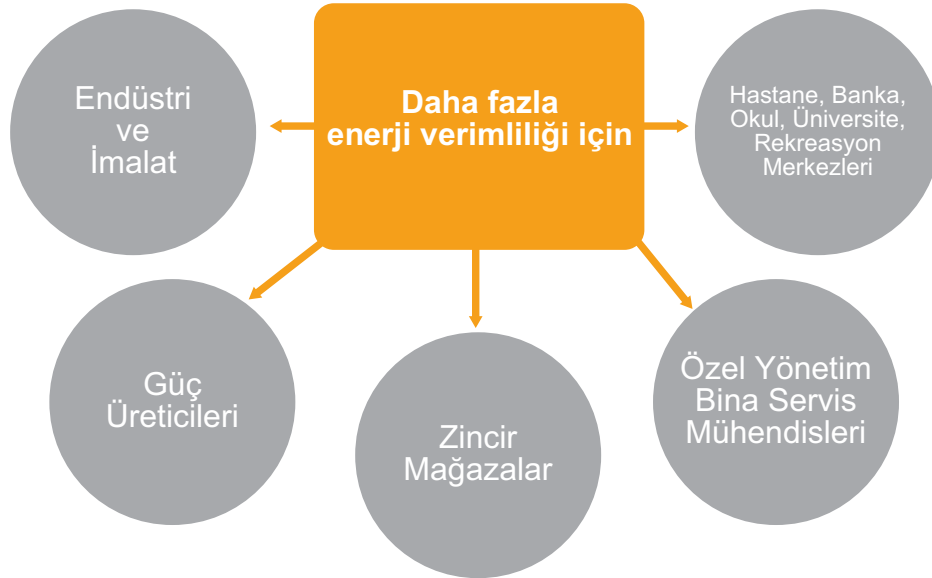 Endüstri
ve
İmalat
Daha fazla
enerji verimliliği için
Hastane, Banka,
Okul, Üniversite,
Rekreasyon
Merkezleri
Güç
Üreticileri
Zincir
Mağazalar
Özel Yönetim
Bina Servis
Mühendisleri